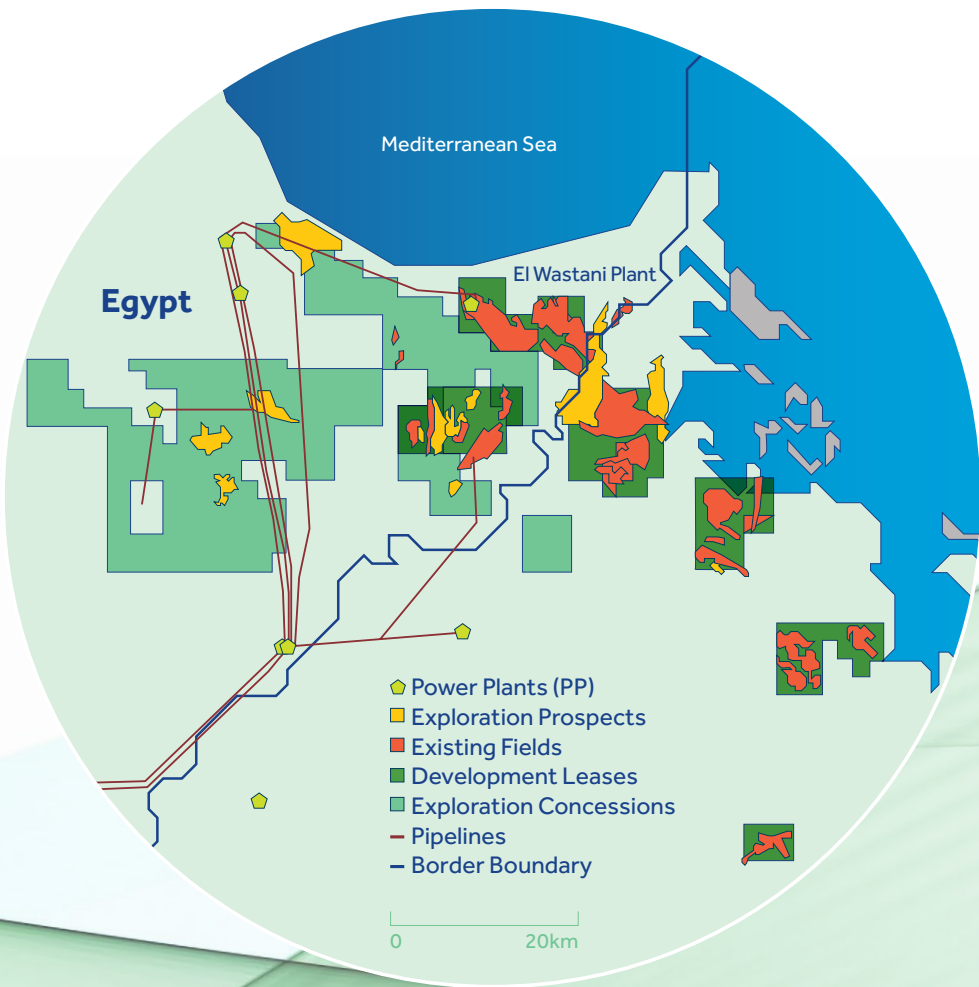 Mediterranean Sea
El Wastani Plant
Egypt
Power Plants (PP)
Exploration Prospects
Existing Fields
Development Leases
Exploration Concessions
Pipelines
Border Boundary
0 20km